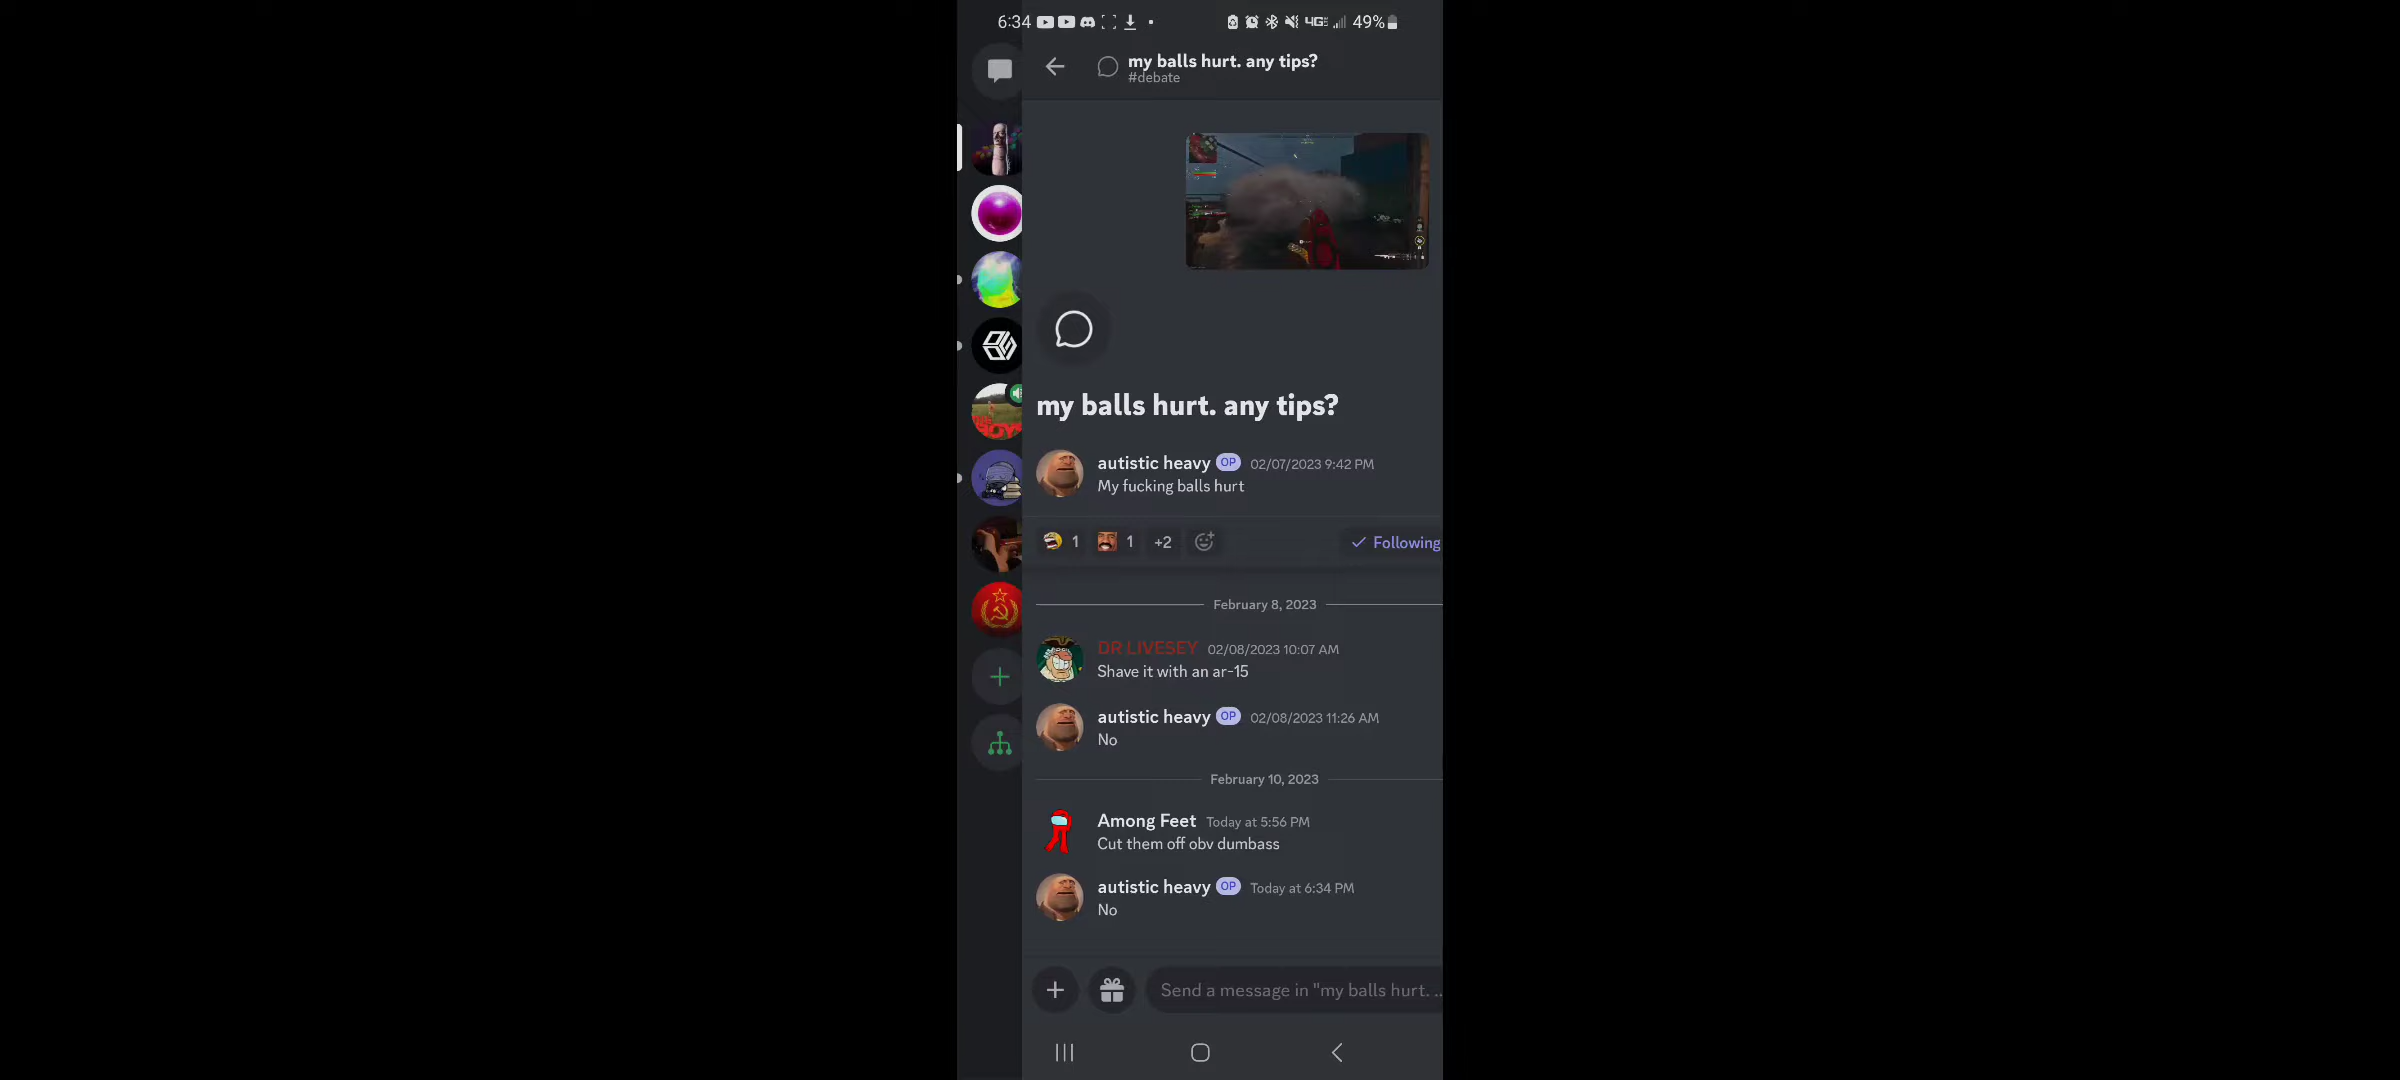 6:34
4G
49%
my balls hurt. any tips?
#debate
my balls hurt. any tips?
autistic heavy OP 02/07/2023 9:42 PM
My fucking balls hurt
1 1 +2 Following
February 8, 2023
DR LIVESEY 02/08/2023 10:07 AM
Shave it with an ar-15
autistic heavy OP 02/08/2023 11:26 AM
No
February 10, 2023
Among Feet Today at 5:56 PM
Cut them off obv dumbass
autistic heavy OP Today at 6:34 PM
No
Send a message in "my balls hurt. ..